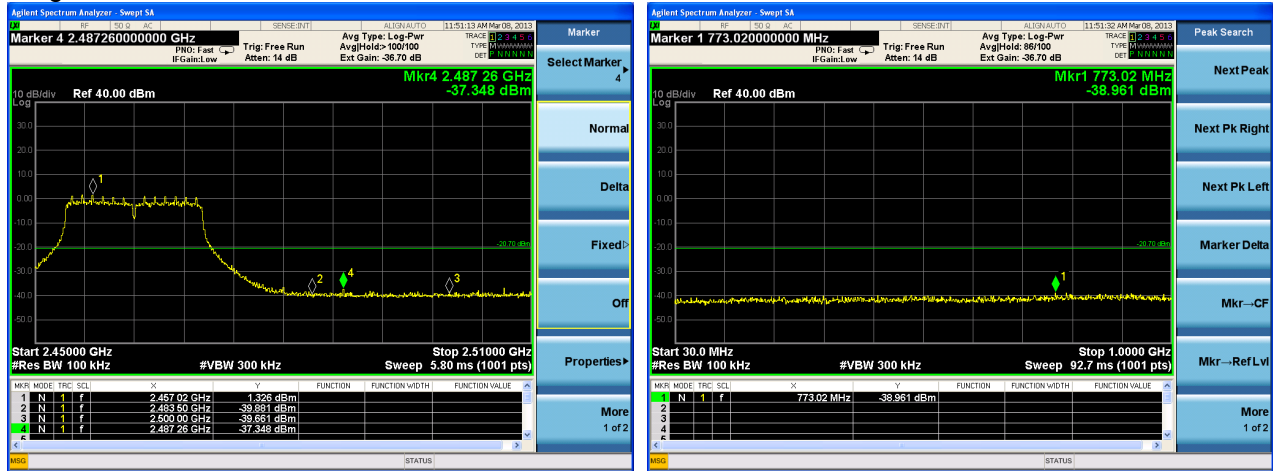 Agilent Spectrum Analyzer - Swept SA
LXI RF 50 Ω AC SENSE:INT ALIGN AUTO 11:51:13 AM Mar 08, 2013
Marker 4 2.487260000000 GHz
PNO: Fast
IFGain:Low
Trig: Free Run
Atten: 14 dB
Avg Type: Log-Pwr
Avg|Hold:>100/100
Ext Gain: -36.70 dB
TRACE 1 2 3 4 5 6
TYPE M
DET P N N N N N
Mkr4 2.487 26 GHz
-37.348 dBm
10 dB/div Ref 40.00 dBm
Log
30.0
20.0
10.0
0.00
-10.0
-20.0
-30.0
-40.0
-50.0
1
2
4
3
-20.70 dBm
Start 2.45000 GHz Stop 2.51000 GHz
#Res BW 100 kHz #VBW 300 kHz Sweep 5.80 ms (1001 pts)
MKR MODE TRC SCL X Y FUNCTION FUNCTION WIDTH FUNCTION VALUE
1 N 1 f 2.457 02 GHz 1.326 dBm
2 N 1 f 2.483 50 GHz -39.881 dBm
3 N 1 f 2.500 00 GHz -39.661 dBm
4 N 1 f 2.487 26 GHz -37.348 dBm
5
MSG STATUS
Marker
Select Marker
4
Normal
Delta
Fixed
Off
Properties
More
1 of 2
Agilent Spectrum Analyzer - Swept SA
LXI RF 50 Ω AC SENSE:INT ALIGN AUTO 11:51:32 AM Mar 08, 2013
Marker 1 773.020000000 MHz
PNO: Fast
IFGain:Low
Trig: Free Run
Atten: 14 dB
Avg Type: Log-Pwr
Avg|Hold: 86/100
Ext Gain: -36.70 dB
TRACE 1 2 3 4 5 6
TYPE M
DET P N N N N N
Mkr1 773.02 MHz
-38.961 dBm
10 dB/div Ref 40.00 dBm
Log
30.0
20.0
10.0
0.00
-10.0
-20.0
-30.0
-40.0
-50.0
1
-20.70 dBm
Start 30.0 MHz Stop 1.0000 GHz
#Res BW 100 kHz #VBW 300 kHz Sweep 92.7 ms (1001 pts)
MKR MODE TRC SCL X Y FUNCTION FUNCTION WIDTH FUNCTION VALUE
1 N 1 f 773.02 MHz -38.961 dBm
2
3
4
5
MSG STATUS
Peak Search
Next Peak
Next Pk Right
Next Pk Left
Marker Delta
Mkr→CF
Mkr→Ref Lvl
More
1 of 2